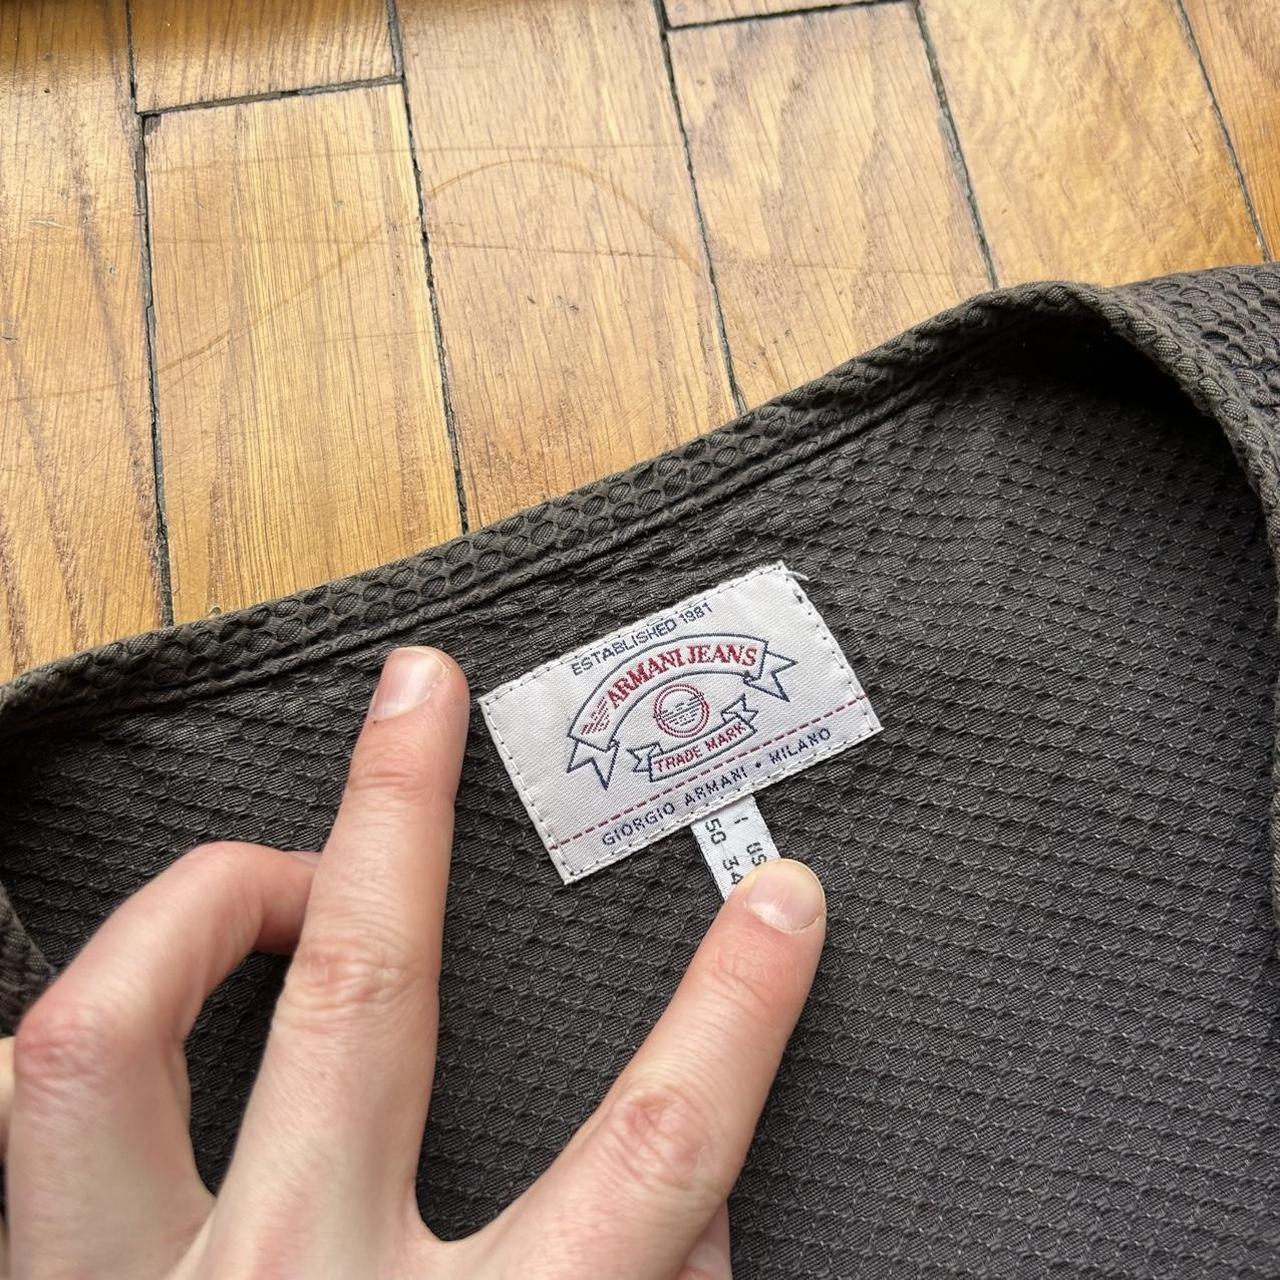 ESTABLISHED 1981
ARMANI JEANS
TRADE MARK
GIORGIO ARMANI • MILANO
I US
50 34